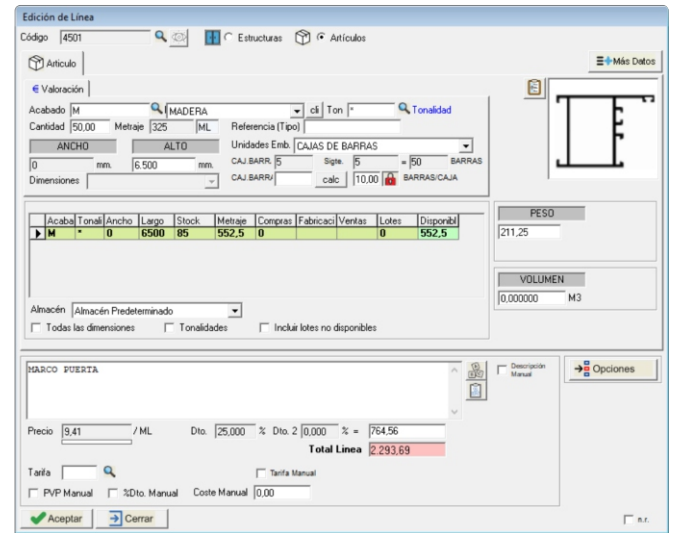 Edición de Línea
Código 4501 Estructuras Artículos
Articulo Más Datos
€ Valoración
Acabado M MADERA cli Ton * Tonalidad
Cantidad 50,00 Metraje 325 ML Referencia (Tipo)
ANCHO ALTO Unidades Emb. CAJAS DE BARRAS
0 mm. 6.500 mm. CAJ.BARR. 5 Sigte. 5 = 50 BARRAS
Dimensiones CAJ.BARR/ calc 10,00 BARRAS/CAJA
Acaba Tonali Ancho Largo Stock Metraje Compras Fabricaci Ventas Lotes Disponibl
M * 0 6500 85 552,5 0 0 552,5
PESO
211,25
VOLUMEN
0,000000 M3
Almacén Almacén Predeterminado
Todas las dimensiones Tonalidades Incluir lotes no disponibles
MARCO PUERTA
Descripción Manual
Opciones
Precio 9,41 / ML Dto. 25,000 % Dto. 2 0,000 % = 764,56
Total Linea 2.293,69
Tarifa Tarifa Manual
PVP Manual %Dto. Manual Coste Manual 0,00
Aceptar Cerrar n.r.